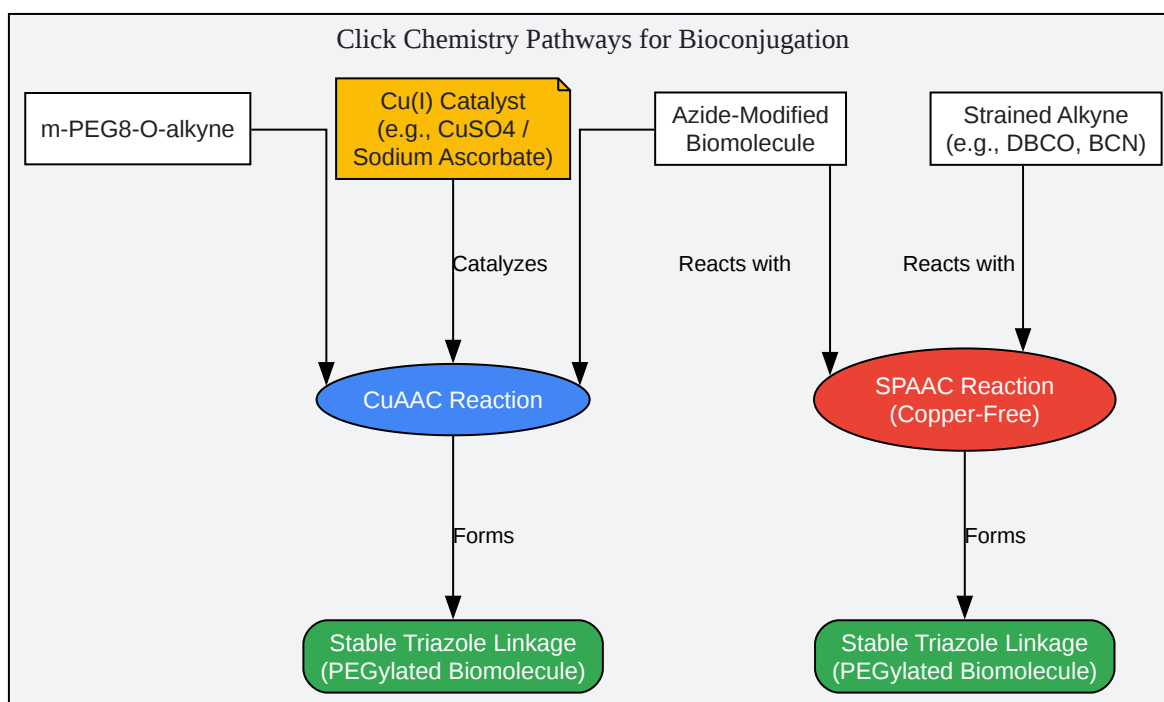 Click Chemistry Pathways for Bioconjugation
m-PEG8-O-alkyne
Cu(I) Catalyst
(e.g., CuSO4 /
Sodium Ascorbate)
Azide-Modified
Biomolecule
Strained Alkyne
(e.g., DBCO, BCN)
Catalyzes
Reacts with
Reacts with
CuAAC Reaction
SPAAC Reaction
(Copper-Free)
Forms
Forms
Stable Triazole Linkage
(PEGylated Biomolecule)
Stable Triazole Linkage
(PEGylated Biomolecule)